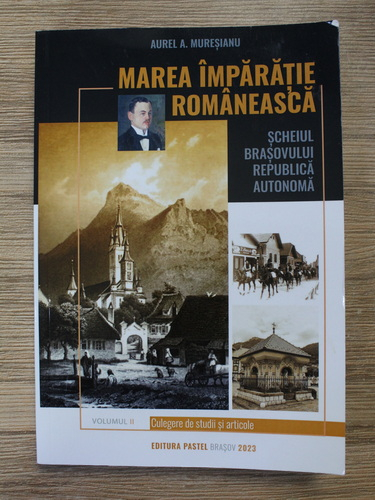 AUREL A. MUREȘIANU
MAREA ÎMPĂRĂȚIE
ROMÂNEASCĂ
ȘCHEIUL
BRAȘOVULUI
REPUBLICĂ
AUTONOMĂ
VOLUMUL II
Culegere de studii și articole
EDITURA PASTEL BRAȘOV 2023